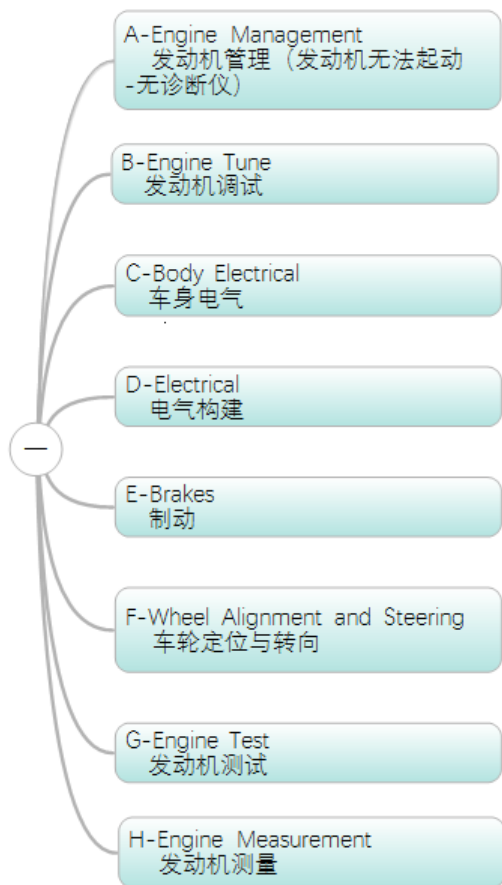 A-Engine Management
发动机管理（发动机无法起动
-无诊断仪）
B-Engine Tune
发动机调试
C-Body Electrical
车身电气
D-Electrical
电气构建
一
E-Brakes
制动
F-Wheel Alignment and Steering
车轮定位与转向
G-Engine Test
发动机测试
H-Engine Measurement
发动机测量